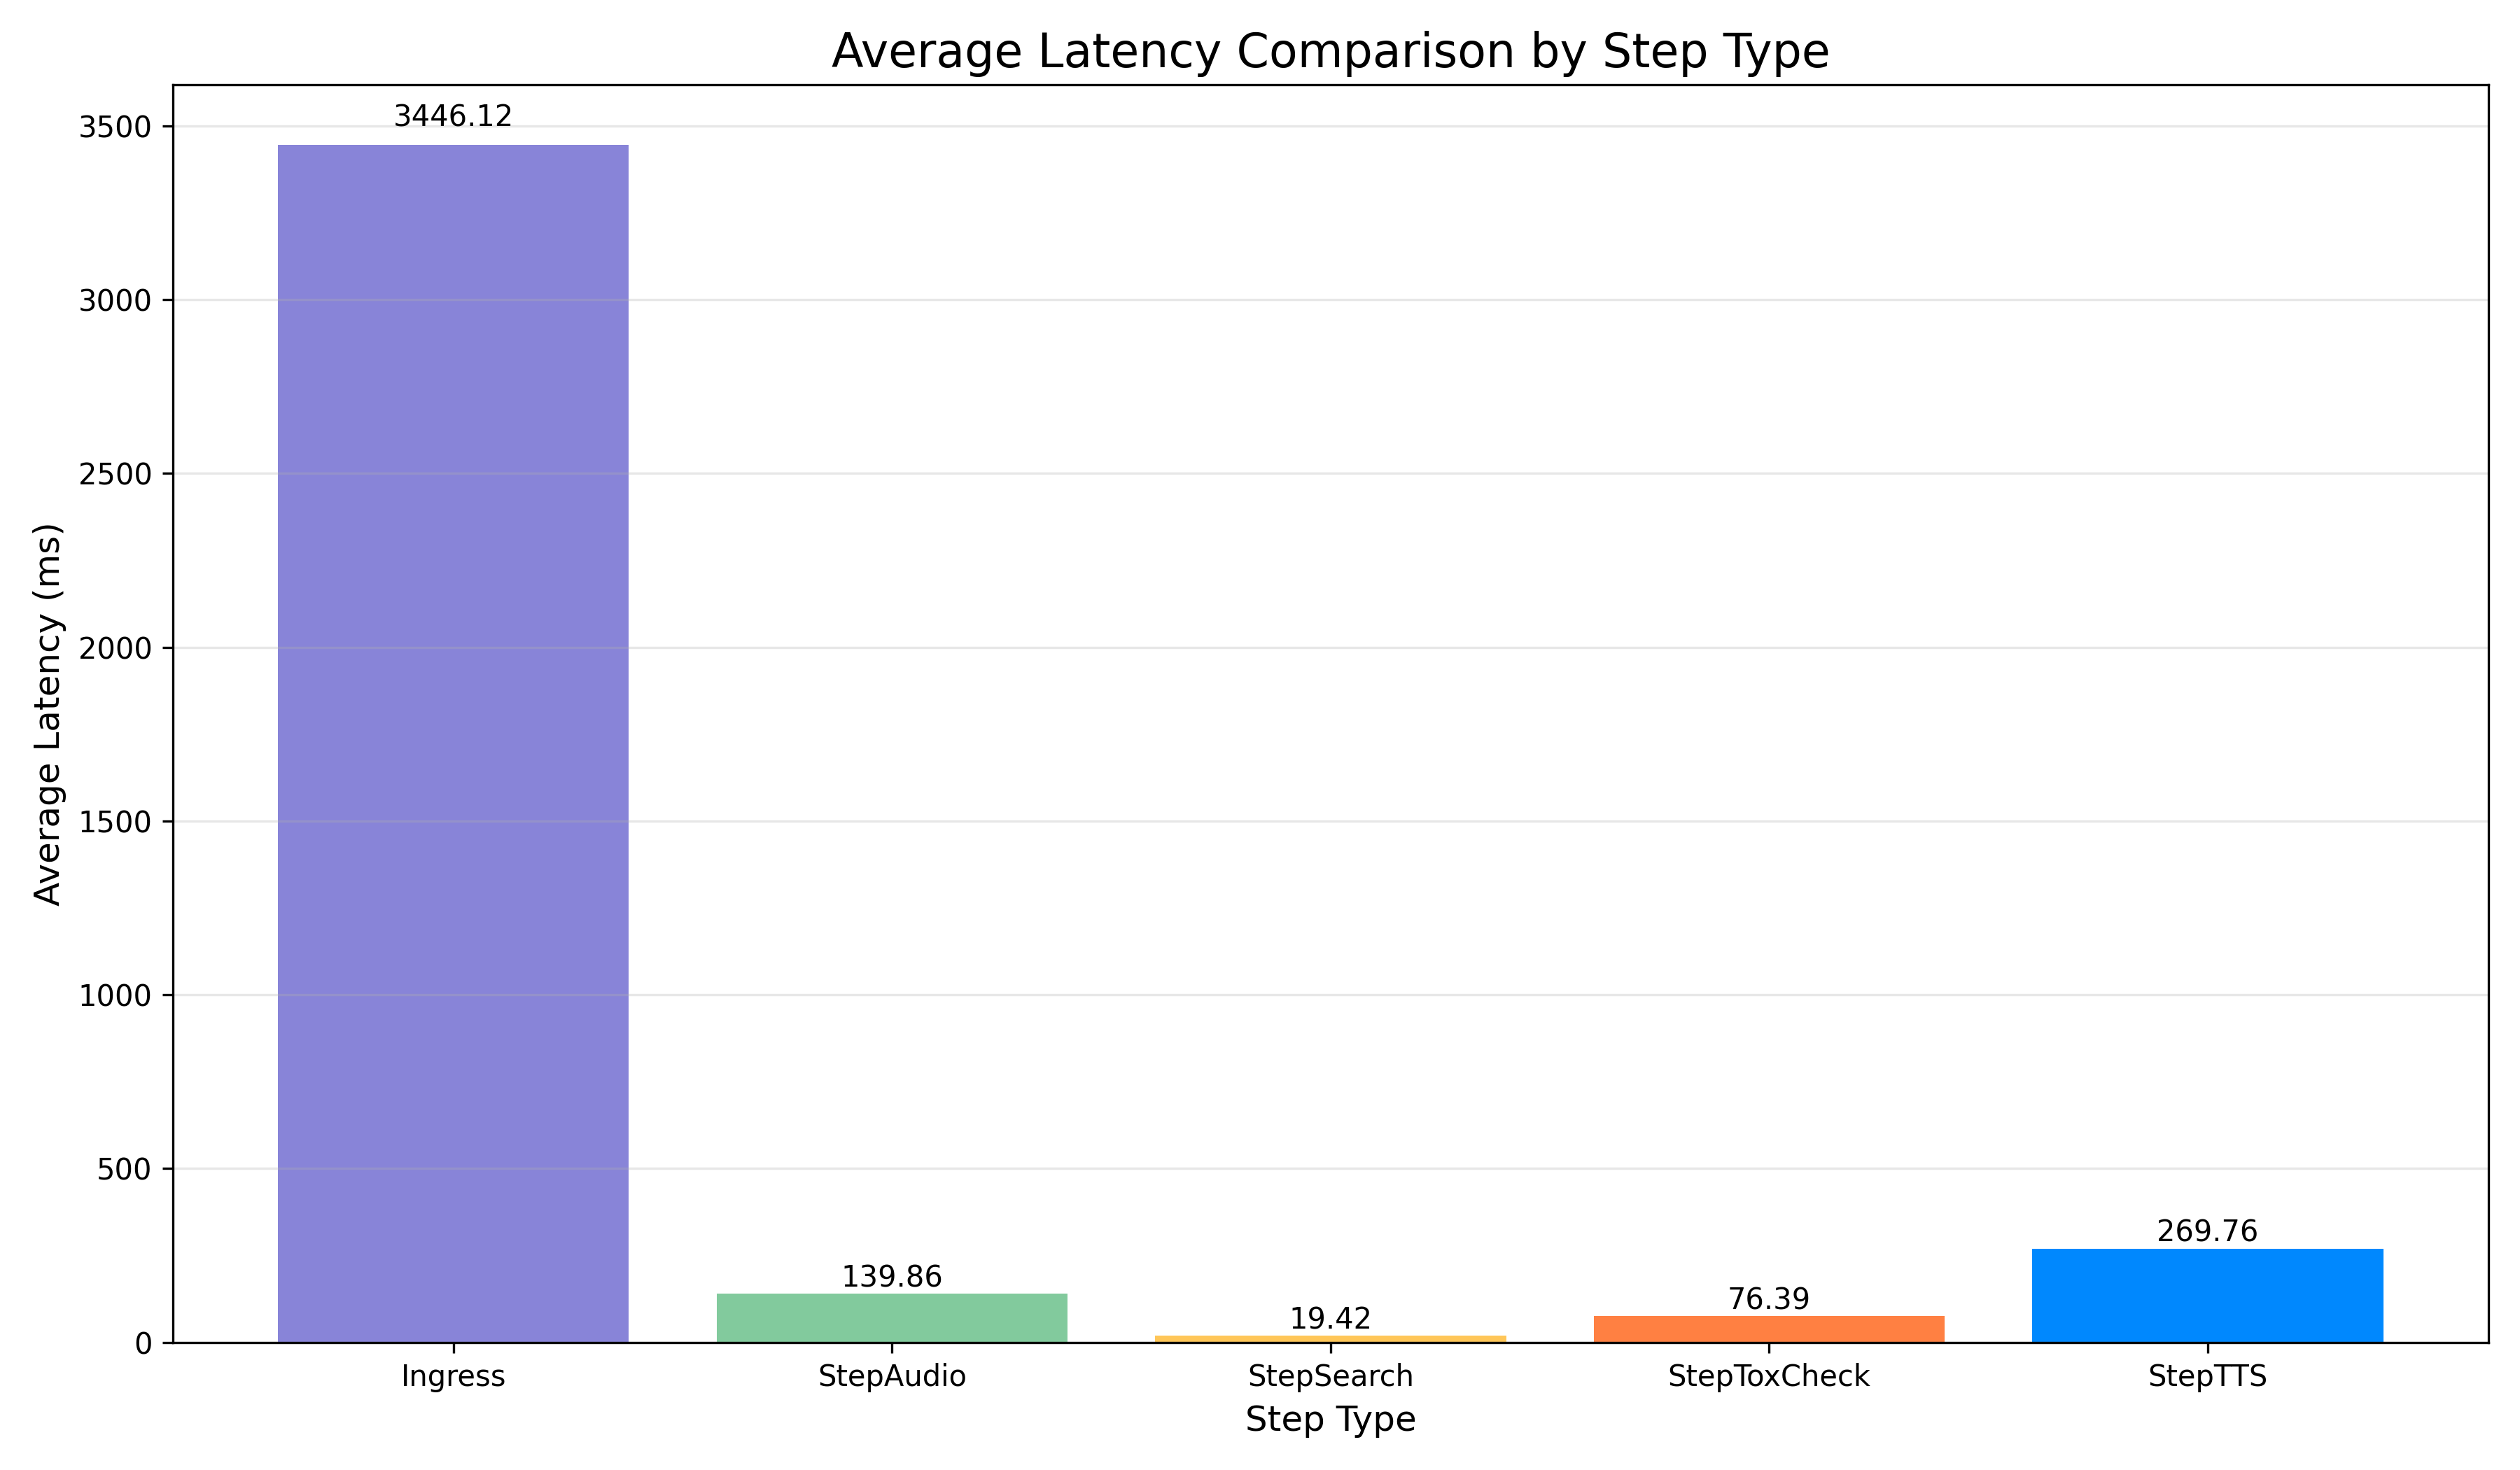 Average Latency Comparison by Step Type
Average Latency (ms)
3500
3000
2500
2000
1500
1000
500
0
3446.12
139.86
19.42
76.39
269.76
Ingress
StepAudio
StepSearch
StepToxCheck
StepTTS
Step Type